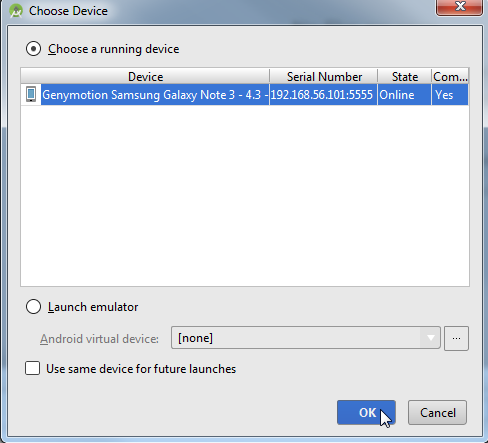 Choose Device
Choose a running device
Device Serial Number State Com...
Genymotion Samsung Galaxy Note 3 - 4.3 - 192.168.56.101:5555 Online Yes
Launch emulator
Android virtual device: [none] ...
Use same device for future launches
OK Cancel